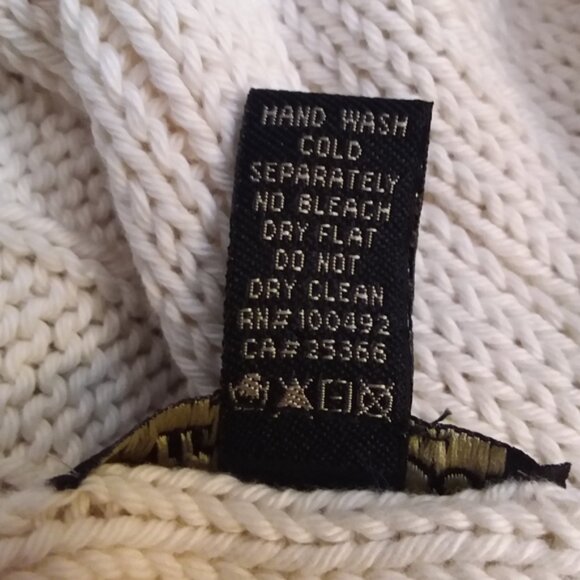 HAND WASH
COLD
SEPARATELY
NO BLEACH
DRY FLAT
DO NOT
DRY CLEAN
RN# 100492
CA# 25366